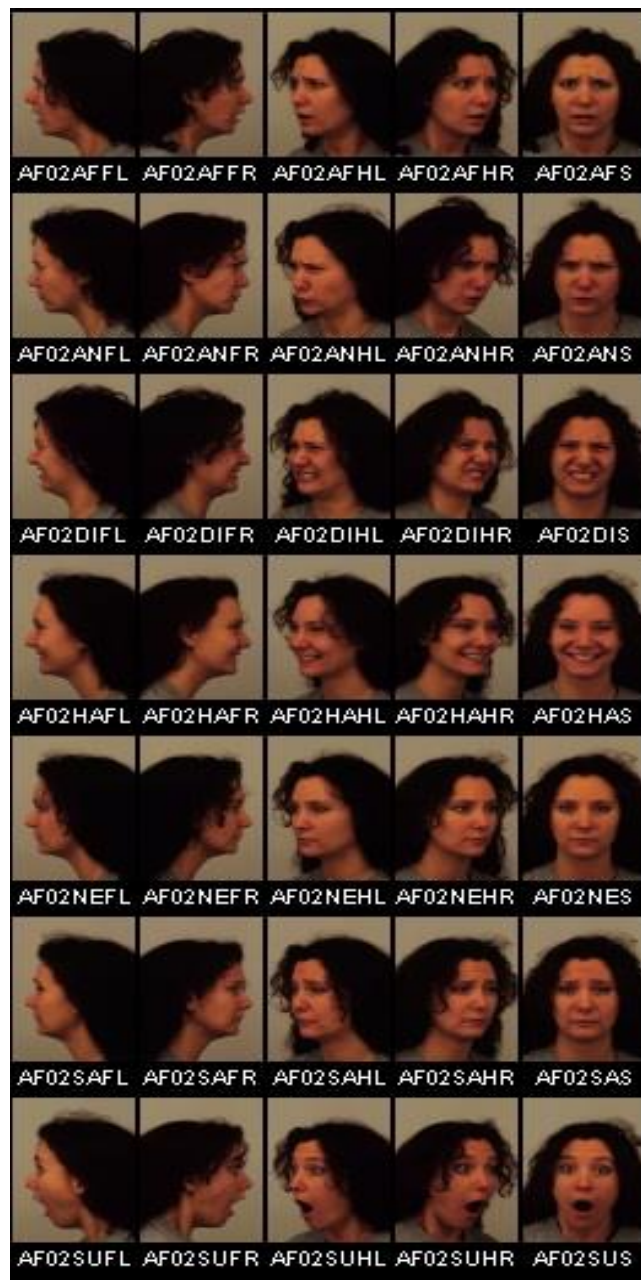 AF02AFFL AF02AFFR AF02AFHL AF02AFHR AF02AFS
AF02ANFL AF02ANFR AF02ANHL AF02ANHR AF02ANS
AF02DIFL AF02DIFR AF02DIHL AF02DIHR AF02DIS
AF02HAFL AF02HAFR AF02HAHL AF02HAHR AF02HAS
AF02NEFL AF02NEFR AF02NEHL AF02NEHR AF02NES
AF02SAFL AF02SAFR AF02SAHL AF02SAHR AF02SAS
AF02SUFL AF02SUFR AF02SUHL AF02SUHR AF02SUS